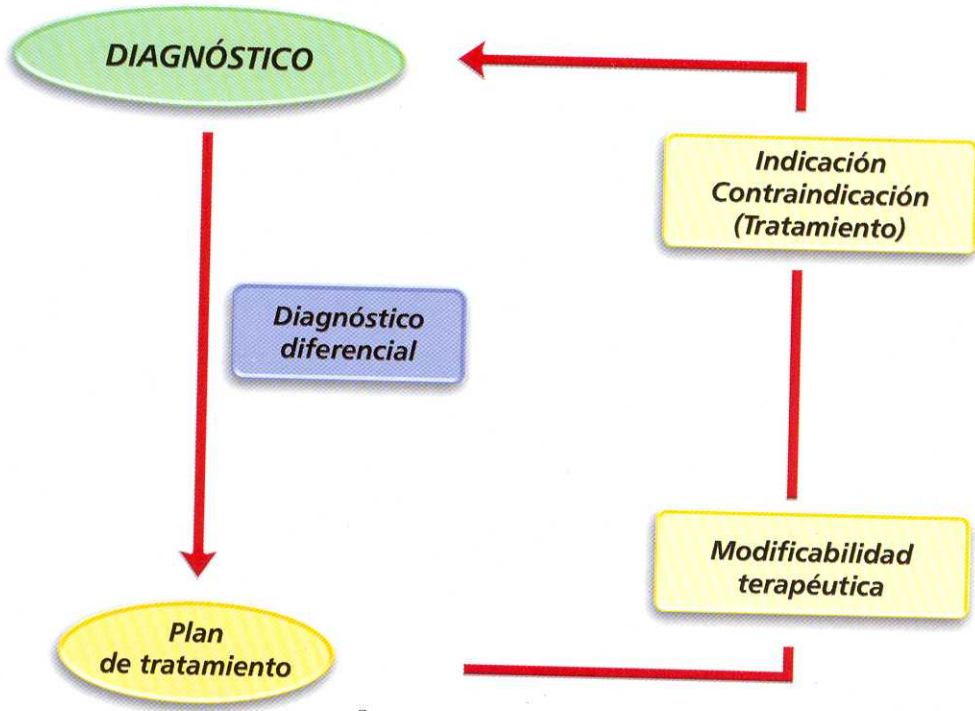 DIAGNÓSTICO
Indicación
Contraindicación
(Tratamiento)
Diagnóstico
diferencial
Modificabilidad
terapéutica
Plan
de tratamiento